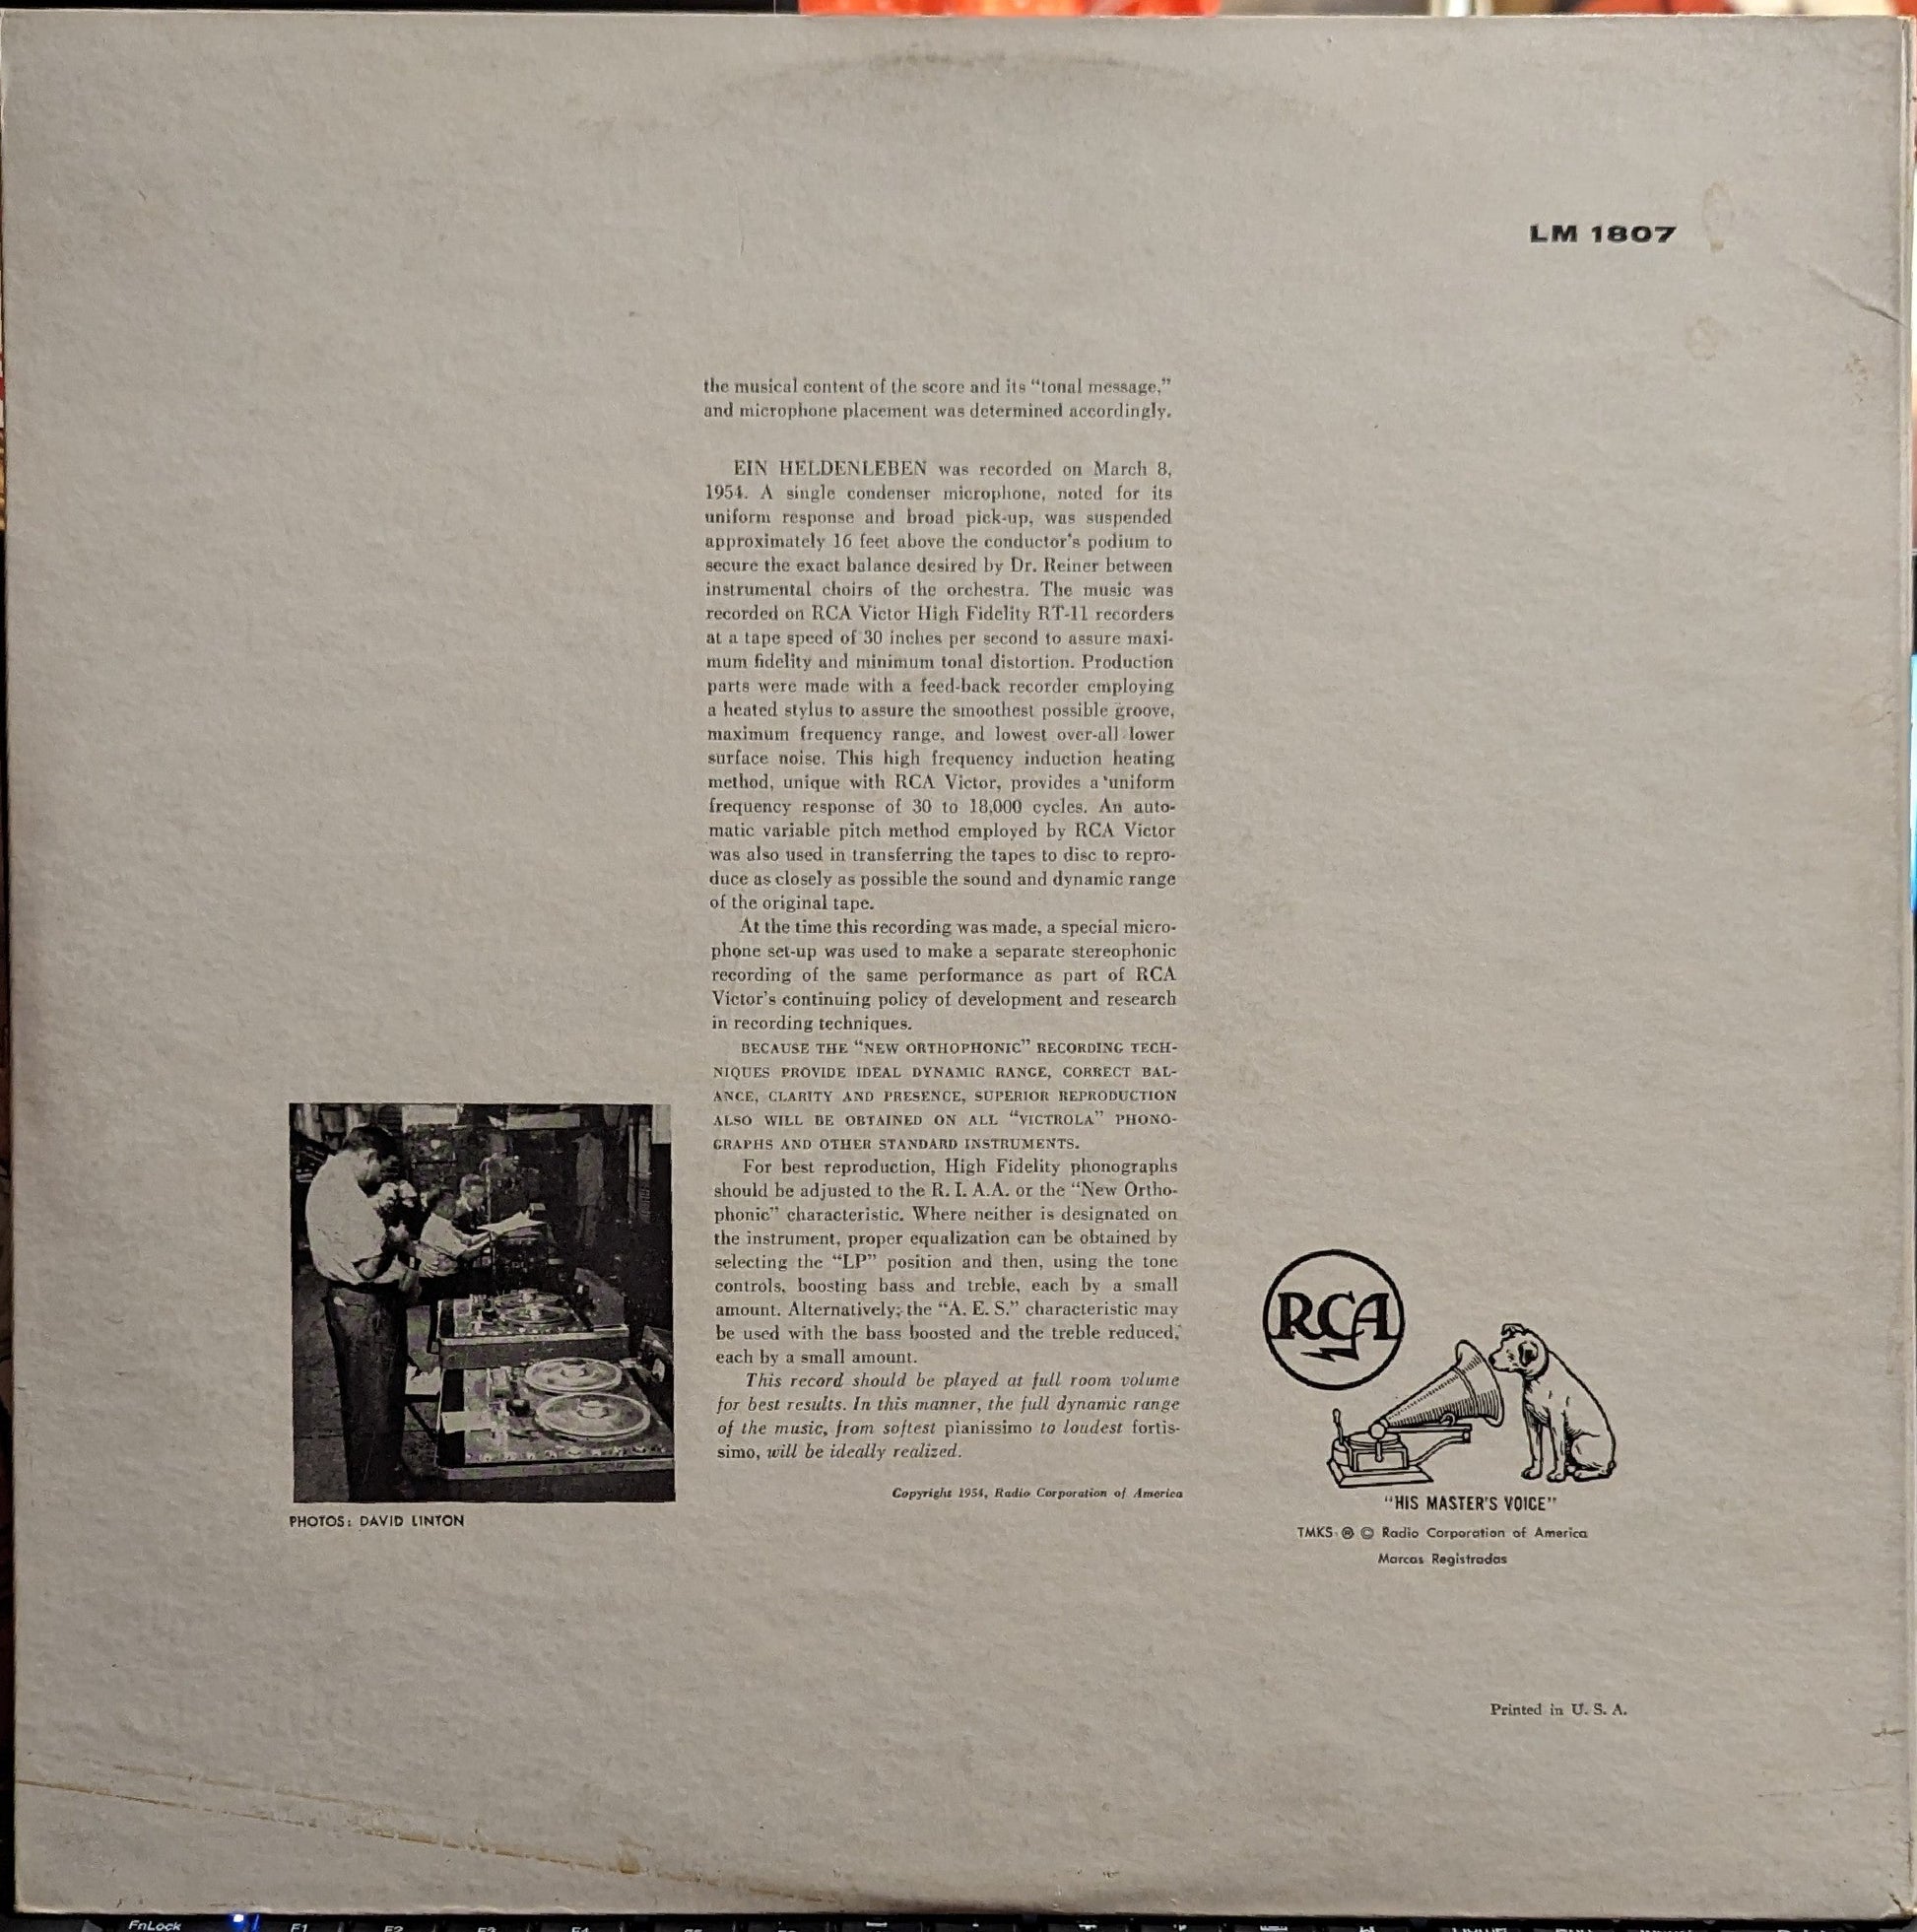 LM 1807
the musical content of the score and its “tonal message,”
and microphone placement was determined accordingly.
EIN HELDENLEBEN was recorded on March 8,
1954. A single condenser microphone, noted for its
uniform response and broad pick-up, was suspended
approximately 16 feet above the conductor's podium to
secure the exact balance desired by Dr. Reiner between
instrumental choirs of the orchestra. The music was
recorded on RCA Victor High Fidelity RT-11 recorders
at a tape speed of 30 inches per second to assure maxi-
mum fidelity and minimum tonal distortion. Production
parts were made with a feed-back recorder employing
a heated stylus to assure the smoothest possible groove,
maximum frequency range, and lowest over-all lower
surface noise. This high frequency induction heating
method, unique with RCA Victor, provides a uniform
frequency response of 30 to 18,000 cycles. An auto-
matic variable pitch method employed by RCA Victor
was also used in transferring the tapes to disc to repro-
duce as closely as possible the sound and dynamic range
of the original tape.
At the time this recording was made, a special micro-
phone set-up was used to make a separate stereophonic
recording of the same performance as part of RCA
Victor's continuing policy of development and research
in recording techniques.
BECAUSE THE “NEW ORTHOPHONIC” RECORDING TECH-
NIQUES PROVIDE IDEAL DYNAMIC RANGE, CORRECT BAL-
ANCE, CLARITY AND PRESENCE, SUPERIOR REPRODUCTION
ALSO WILL BE OBTAINED ON ALL “VICTROLA” PHONO-
GRAPHS AND OTHER STANDARD INSTRUMENTS.
For best reproduction, High Fidelity phonographs
should be adjusted to the R. I. A.A. or the “New Ortho-
phonic” characteristic. Where neither is designated on
the instrument, proper equalization can be obtained by
selecting the “LP” position and then, using the tone
controls, boosting bass and treble, each by a small
amount. Alternatively, the “A. E. S.” characteristic may
be used with the bass boosted and the treble reduced,
each by a small amount.
This record should be played at full room volume
for best results. In this manner, the full dynamic range
of the music, from softest pianissimo to loudest fortis-
simo, will be ideally realized.
Copyright 1954, Radio Corporation of America
PHOTOS: DAVID LINTON
RCA
“HIS MASTER'S VOICE”
TMKS ® © Radio Corporation of America
Marcas Registradas
Printed in U. S. A.
FnLock F1 F2 F3 F4